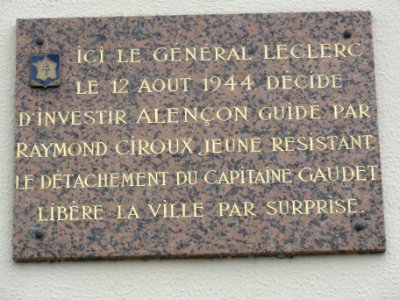 ICI LE GÉNÉRAL LECLERC
LE 12 AOUT 1944 DÉCIDE
D'INVESTIR ALENÇON GUIDÉ PAR
RAYMOND CIROUX JEUNE RESISTANT.
LE DÉTACHEMENT DU CAPITAINE GAUDET
LIBÈRE LA VILLE PAR SURPRISE.